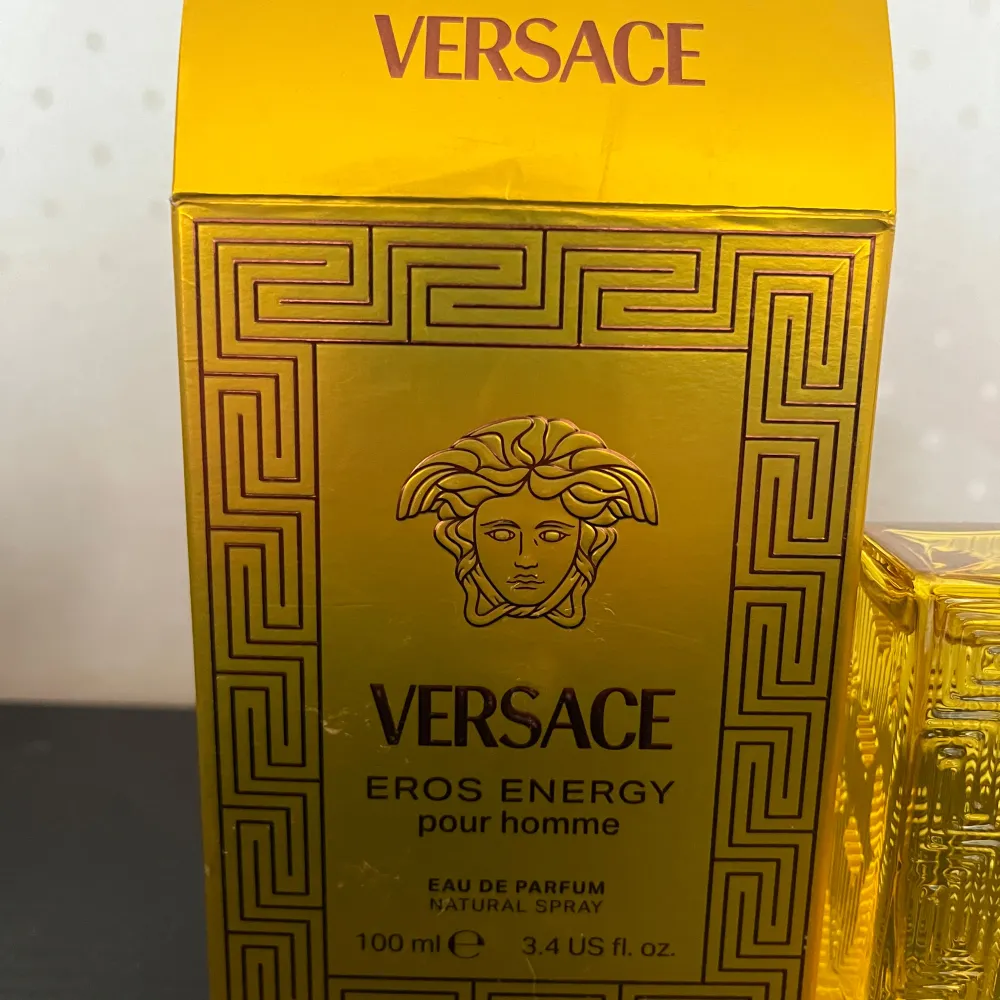 VERSACE
VERSACE
EROS ENERGY
pour homme
EAU DE PARFUM
NATURAL SPRAY
100 ml ℮ 3.4 US fl. oz.